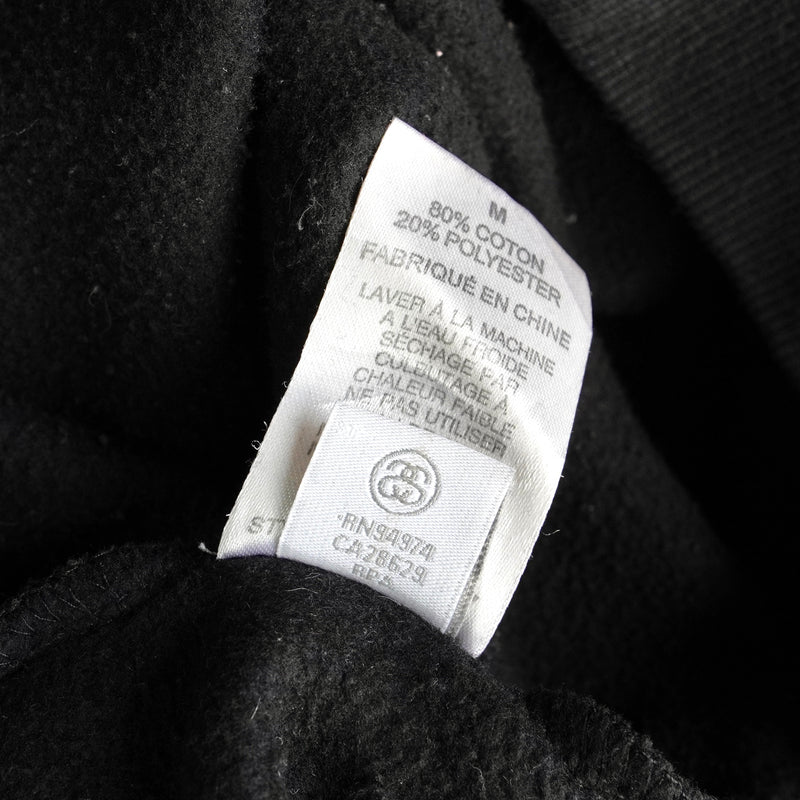 M
80% COTON
20% POLYESTER
FABRIQUÉ EN CHINE
LAVER À LA MACHINE
A L'EAU FROIDE
SÉCHAGE PAR
CULBUTAGE À
CHALEUR FAIBLE
NE PAS UTILISER
RN94974
CA28629